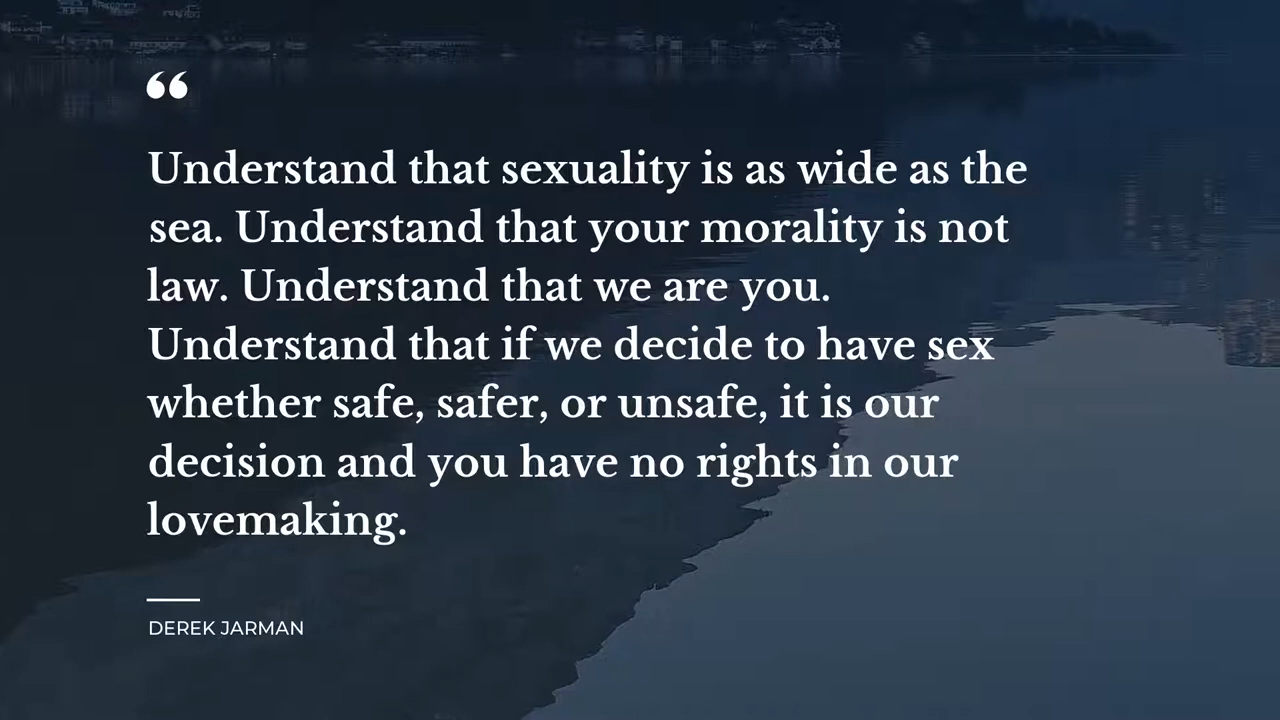 “
Understand that sexuality is as wide as the
sea. Understand that your morality is not
law. Understand that we are you.
Understand that if we decide to have sex
whether safe, safer, or unsafe, it is our
decision and you have no rights in our
lovemaking.
DEREK JARMAN